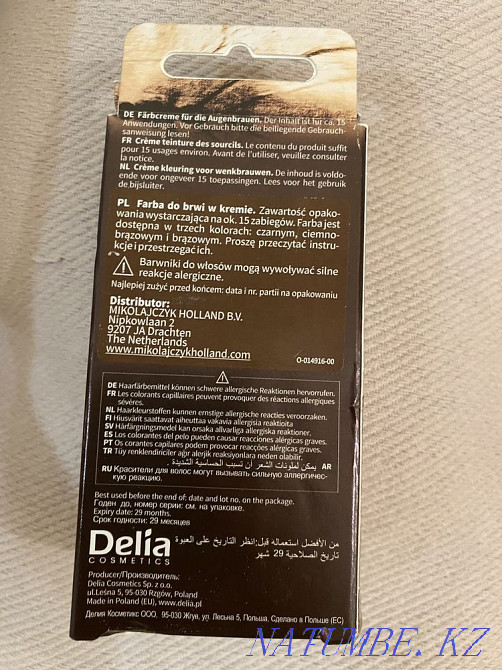 DE Färbcreme für die Augenbrauen. Der Inhalt ist für ca. 15
Anwendungen. Vor Gebrauch bitte die beiliegende Gebrauch-
sanweisung lesen!
FR Crème teinture des sourcils. Le contenu du produit suffit
pour 15 usages environ. Avant de l'utiliser, veuillez consulter
la notice.
NL Crème kleuring voor wenkbrauwen. De inhoud is voldo-
ende voor ongeveer 15 toepassingen. Lees voor het gebruik
de bijsluiter.
PL Farba do brwi w kremie. Zawartość opako-
wania wystarczająca na ok. 15 zabiegów. Farba jest
dostępna w trzech kolorach: czarnym, ciemno-
brązowym i brązowym. Proszę przeczytać instru-
kcję i przestrzegać ich.
Barwniki do włosów mogą wywoływać silne
reakcje alergiczne.
Najlepiej zużyć przed końcem: data i nr. partii na opakowaniu
Distributor:
MIKOLAJCZYK HOLLAND B.V.
Nipkowlaan 2
9207 JA Drachten
The Netherlands
www.mikolajczykholland.com
O-014916-00
DE Haarfärbemittel können schwere allergische Reaktionen hervorrufen.
FR Les colorants capillaires peuvent provoquer des réactions allergiques
sévères.
NL Haarkleurstoffen kunnen ernstige allergische reacties veroorzaken.
FI Hiusvärit saattavat aiheuttaa vakavia allergisia reaktioita
SV Hårfärgningsmedel kan orsaka allvarliga allergiska reaktioner.
ES Los colorantes del pelo pueden causar reacciones alérgicas graves.
PT Os corantes capilares podem provocar reacções alérgicas graves.
TR Tüy renklendiriciler ağır alerjik reaksiyonlara neden olabilir.
AR يمكن لملونات الشعر أن تسبب الحساسية الشديدة .
RU Красители для волос могут вызывать сильную аллергичес-
кую реакцию.
Best used before the end of: date and lot no. on the package.
Годен до, номер серии: см. на упаковке.
Expiry date: 29 months.
Срок годности: 29 месяцев
من الأفضل استعماله قبل:انظر التاريخ على العبوة
تاريخ الصلاحية 29 شهر
Delia
COSMETICS
Producer/Производитель:
Delia Cosmetics Sp. z o.o.
ul.Leśna 5, 95-030 Rzgów, Poland
Made in Poland (EU), www.delia.pl
Делия Косметикс ООО, 95-030 Жгув, ул. Лесьна 5, Польша, Сделано в Польше (ЕС)
NATUMBE.KZ